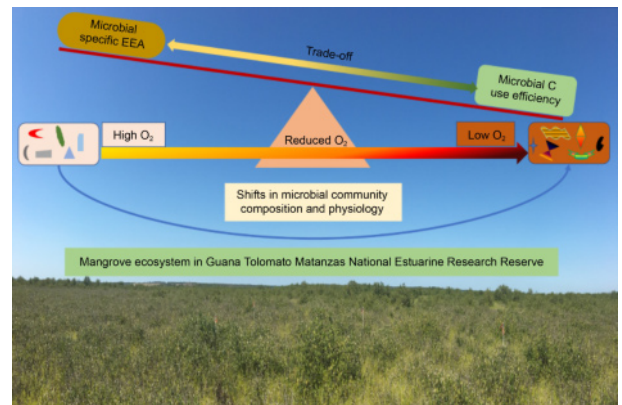 Microbial
specific EEA
Trade-off
Microbial C
use efficiency
High O₂
Reduced O₂
Low O₂
Shifts in microbial community
composition and physiology
Mangrove ecosystem in Guana Tolomato Matanzas National Estuarine Research Reserve